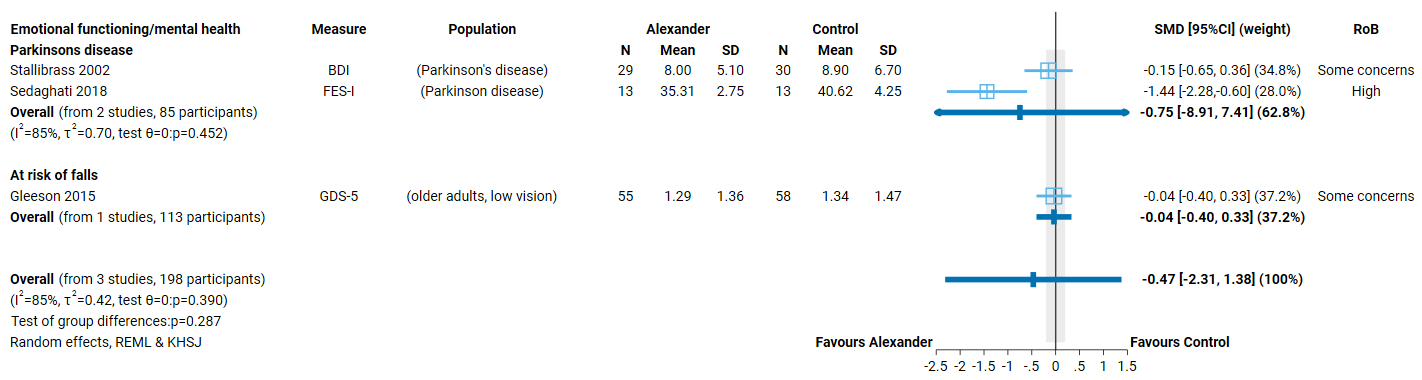 Emotional functioning/mental health Measure Population Alexander Control SMD [95%CI] (weight) RoB
Parkinsons disease N Mean SD N Mean SD
Stallibrass 2002 BDI (Parkinson's disease) 29 8.00 5.10 30 8.90 6.70 -0.15 [-0.65, 0.36] (34.8%) Some concerns
Sedaghati 2018 FES-I (Parkinson disease) 13 35.31 2.75 13 40.62 4.25 -1.44 [-2.28,-0.60] (28.0%) High
Overall (from 2 studies, 85 participants) -0.75 [-8.91, 7.41] (62.8%)
(I²=85%, τ²=0.70, test θ=0:p=0.452)
At risk of falls
Gleeson 2015 GDS-5 (older adults, low vision) 55 1.29 1.36 58 1.34 1.47 -0.04 [-0.40, 0.33] (37.2%) Some concerns
Overall (from 1 studies, 113 participants) -0.04 [-0.40, 0.33] (37.2%)
Overall (from 3 studies, 198 participants) -0.47 [-2.31, 1.38] (100%)
(I²=85%, τ²=0.42, test θ=0:p=0.390)
Test of group differences:p=0.287
Random effects, REML & KHSJ Favours Alexander Favours Control
-2.5 -2 -1.5 -1 -.5 0 .5 1 1.5